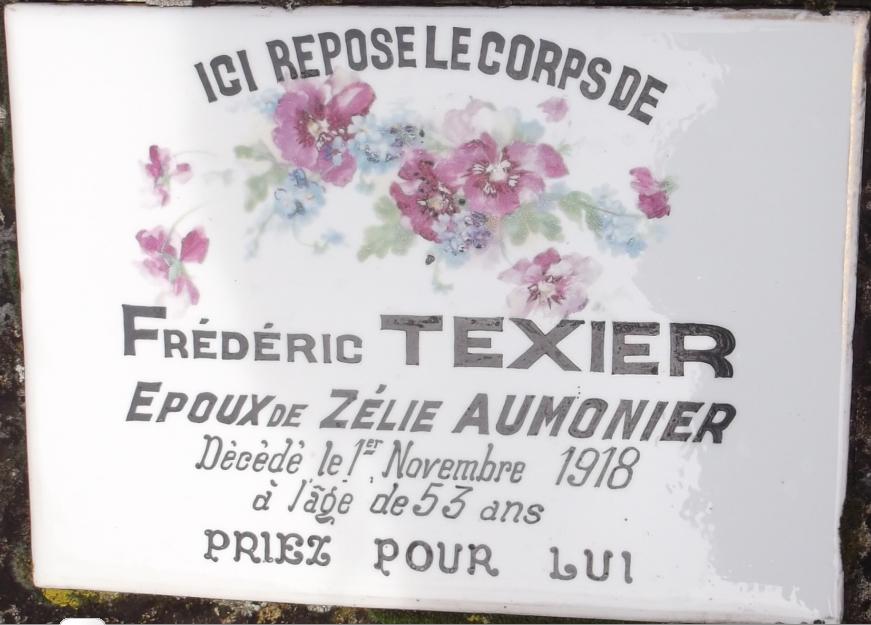 ICI REPOSE LE CORPS DE
FRÉDÉRIC TEXIER
EPOUX DE ZÉLIE AUMONIER
Dècèdè le 1er Novembre 1918
à l'âge de 53 ans
PRIEZ POUR LUI